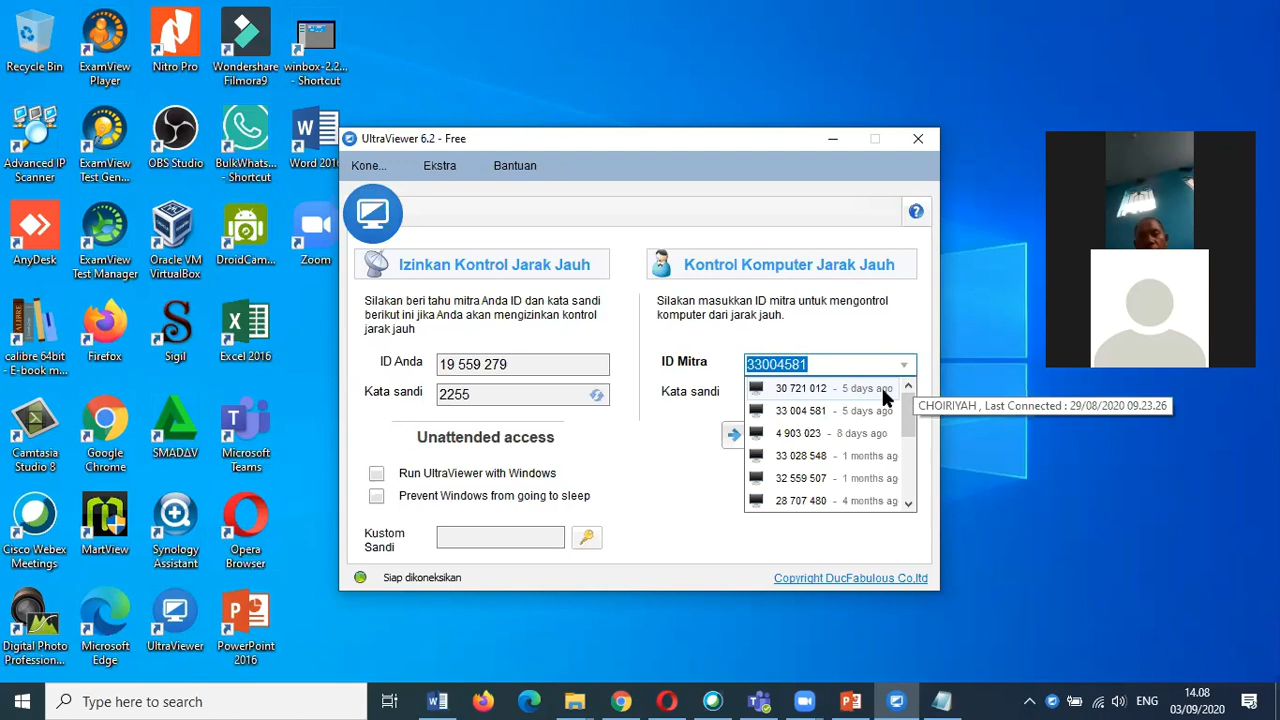 Recycle Bin
ExamView
Player
Nitro Pro
Wondershare
Filmora9
winbox-2.2...
- Shortcut
Advanced IP
Scanner
ExamView
Test Gen...
OBS Studio
BulkWhats...
- Shortcut
Word 2016
AnyDesk
ExamView
Test Manager
Oracle VM
VirtualBox
DroidCam...
Zoom
calibre 64bit
- E-book m...
Firefox
Sigil
Excel 2016
Camtasia
Studio 8
Google
Chrome
SMADΔV
Microsoft
Teams
Cisco Webex
Meetings
MartView
Synology
Assistant
Opera
Browser
Digital Photo
Profession...
Microsoft
Edge
UltraViewer
PowerPoint
2016
UltraViewer 6.2 - Free
Kone... Ekstra Bantuan
Izinkan Kontrol Jarak Jauh
Silakan beri tahu mitra Anda ID dan kata sandi
berikut ini jika Anda akan mengizinkan kontrol
jarak jauh
ID Anda 19 559 279
Kata sandi 2255
Unattended access
Run UltraViewer with Windows
Prevent Windows from going to sleep
Kustom
Sandi
Siap dikoneksikan
Kontrol Komputer Jarak Jauh
Silakan masukkan ID mitra untuk mengontrol
komputer dari jarak jauh.
ID Mitra 33004581
Kata sandi
30 721 012 - 5 days ago
33 004 581 - 5 days ago
4 903 023 - 8 days ago
33 028 548 - 1 months ag
32 559 507 - 1 months ag
28 707 480 - 4 months ag
CHOIRIYAH , Last Connected : 29/08/2020 09.23.26
Copyright DucFabulous Co,ltd
Type here to search
ENG
14.08
03/09/2020